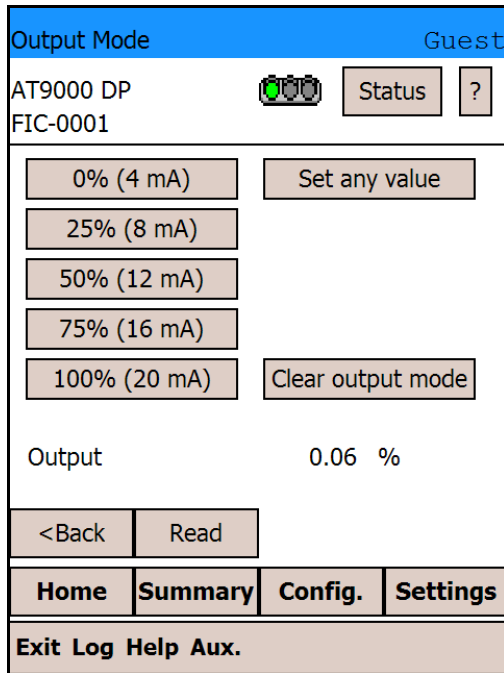 Output Mode Guest
AT9000 DP Status ?
FIC-0001
0% (4 mA) Set any value
25% (8 mA)
50% (12 mA)
75% (16 mA)
100% (20 mA) Clear output mode
Output 0.06 %
<Back Read
Home Summary Config. Settings
Exit Log Help Aux.